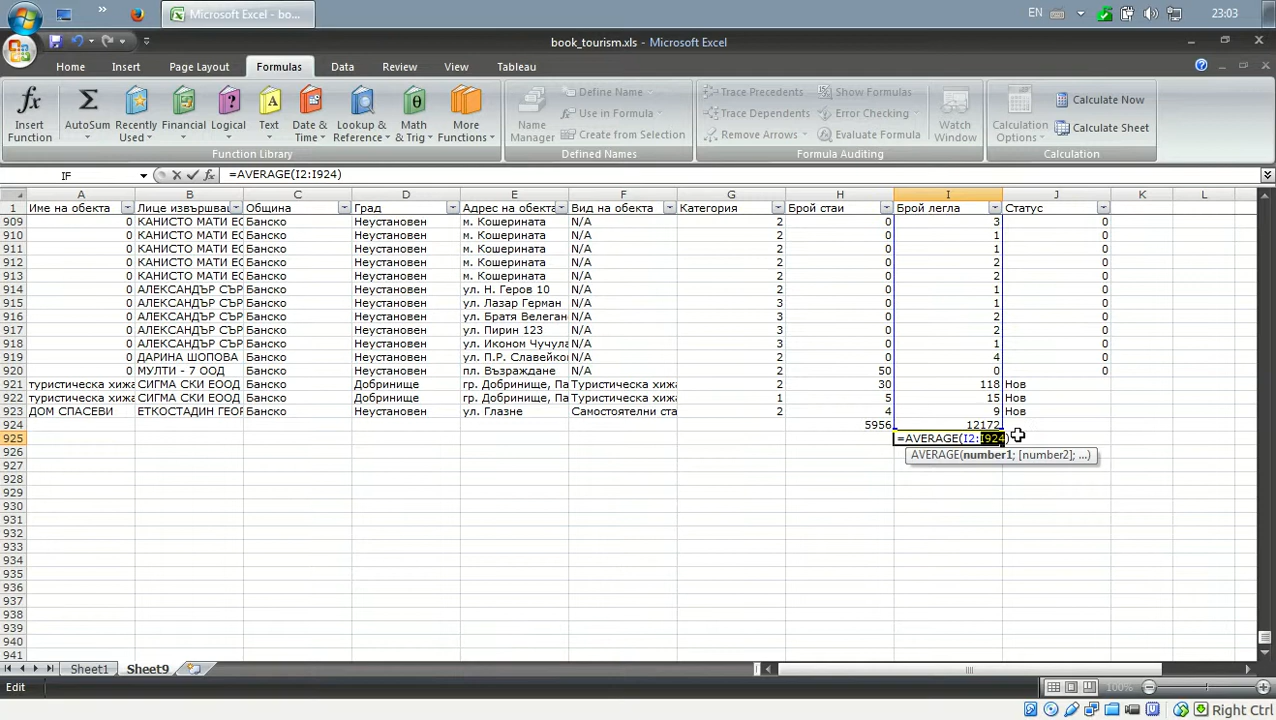 Microsoft Excel - bo...
EN
23:03
book_tourism.xls - Microsoft Excel
Home Insert Page Layout Formulas Data Review View Tableau
Insert Function
AutoSum
Recently Used
Financial
Logical
Text
Date & Time
Lookup & Reference
Math & Trig
More Functions
Function Library
Name Manager
Define Name
Use in Formula
Create from Selection
Defined Names
Trace Precedents
Trace Dependents
Remove Arrows
Show Formulas
Error Checking
Evaluate Formula
Watch Window
Formula Auditing
Calculation Options
Calculate Now
Calculate Sheet
Calculation
IF fx =AVERAGE(I2:I924)
A B C D E F G H I J K L
1 Име на обекта Лице извършващ Община Град Адрес на обекта Вид на обекта Категория Брой стаи Брой легла Статус
909 0 КАНИСТО МАТИ ЕО Банско Неустановен м. Кошерината N/A 2 0 3 0
910 0 КАНИСТО МАТИ ЕО Банско Неустановен м. Кошерината N/A 2 0 1 0
911 0 КАНИСТО МАТИ ЕО Банско Неустановен м. Кошерината N/A 2 0 1 0
912 0 КАНИСТО МАТИ ЕО Банско Неустановен м. Кошерината N/A 2 0 2 0
913 0 КАНИСТО МАТИ ЕО Банско Неустановен м. Кошерината N/A 2 0 2 0
914 0 АЛЕКСАНДЪР СЪР Банско Неустановен ул. Н. Геров 10 N/A 2 0 1 0
915 0 АЛЕКСАНДЪР СЪР Банско Неустановен ул. Лазар Герман N/A 3 0 1 0
916 0 АЛЕКСАНДЪР СЪР Банско Неустановен ул. Братя Велеган N/A 3 0 2 0
917 0 АЛЕКСАНДЪР СЪР Банско Неустановен ул. Пирин 123 N/A 3 0 2 0
918 0 АЛЕКСАНДЪР СЪР Банско Неустановен ул. Иконом Чучула N/A 3 0 1 0
919 0 ДАРИНА ШОПОВА Банско Неустановен ул. П.Р. Славейко N/A 2 0 4 0
920 0 МУЛТИ - 7 ООД Банско Неустановен пл. Възраждане N/A 2 50 0 0
921 туристическа хижа СИГМА СКИ ЕООД Банско Добринище гр. Добринище, Па Туристическа хижа 2 30 118 Нов
922 туристическа хижа СИГМА СКИ ЕООД Банско Добринище гр. Добринище, Па Туристическа хижа 1 5 15 Нов
923 ДОМ СПАСЕВИ ЕТКОСТАДИН ГЕОР Банско Неустановен ул. Глазне Самостоятелни ста 2 4 9 Нов
924 5956 12172
925 =AVERAGE(I2:I924)
926 AVERAGE(number1; [number2]; ...)
927
928
929
930
931
932
933
934
935
936
937
938
939
940
941
Sheet1 Sheet9
Edit 100%
Right Ctrl